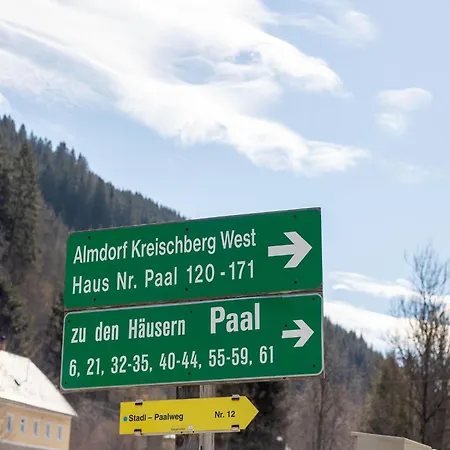 Almdorf Kreischberg West
Haus Nr. Paal 120 - 171
zu den Häusern Paal
6, 21, 32-35, 40-44, 55-59, 61
Stadl – Paalweg Nr. 12